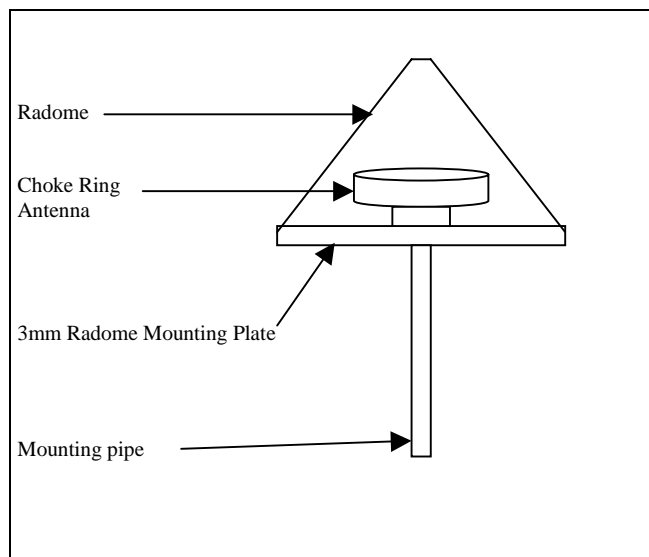 Radome
Choke Ring
Antenna
3mm Radome Mounting Plate
Mounting pipe